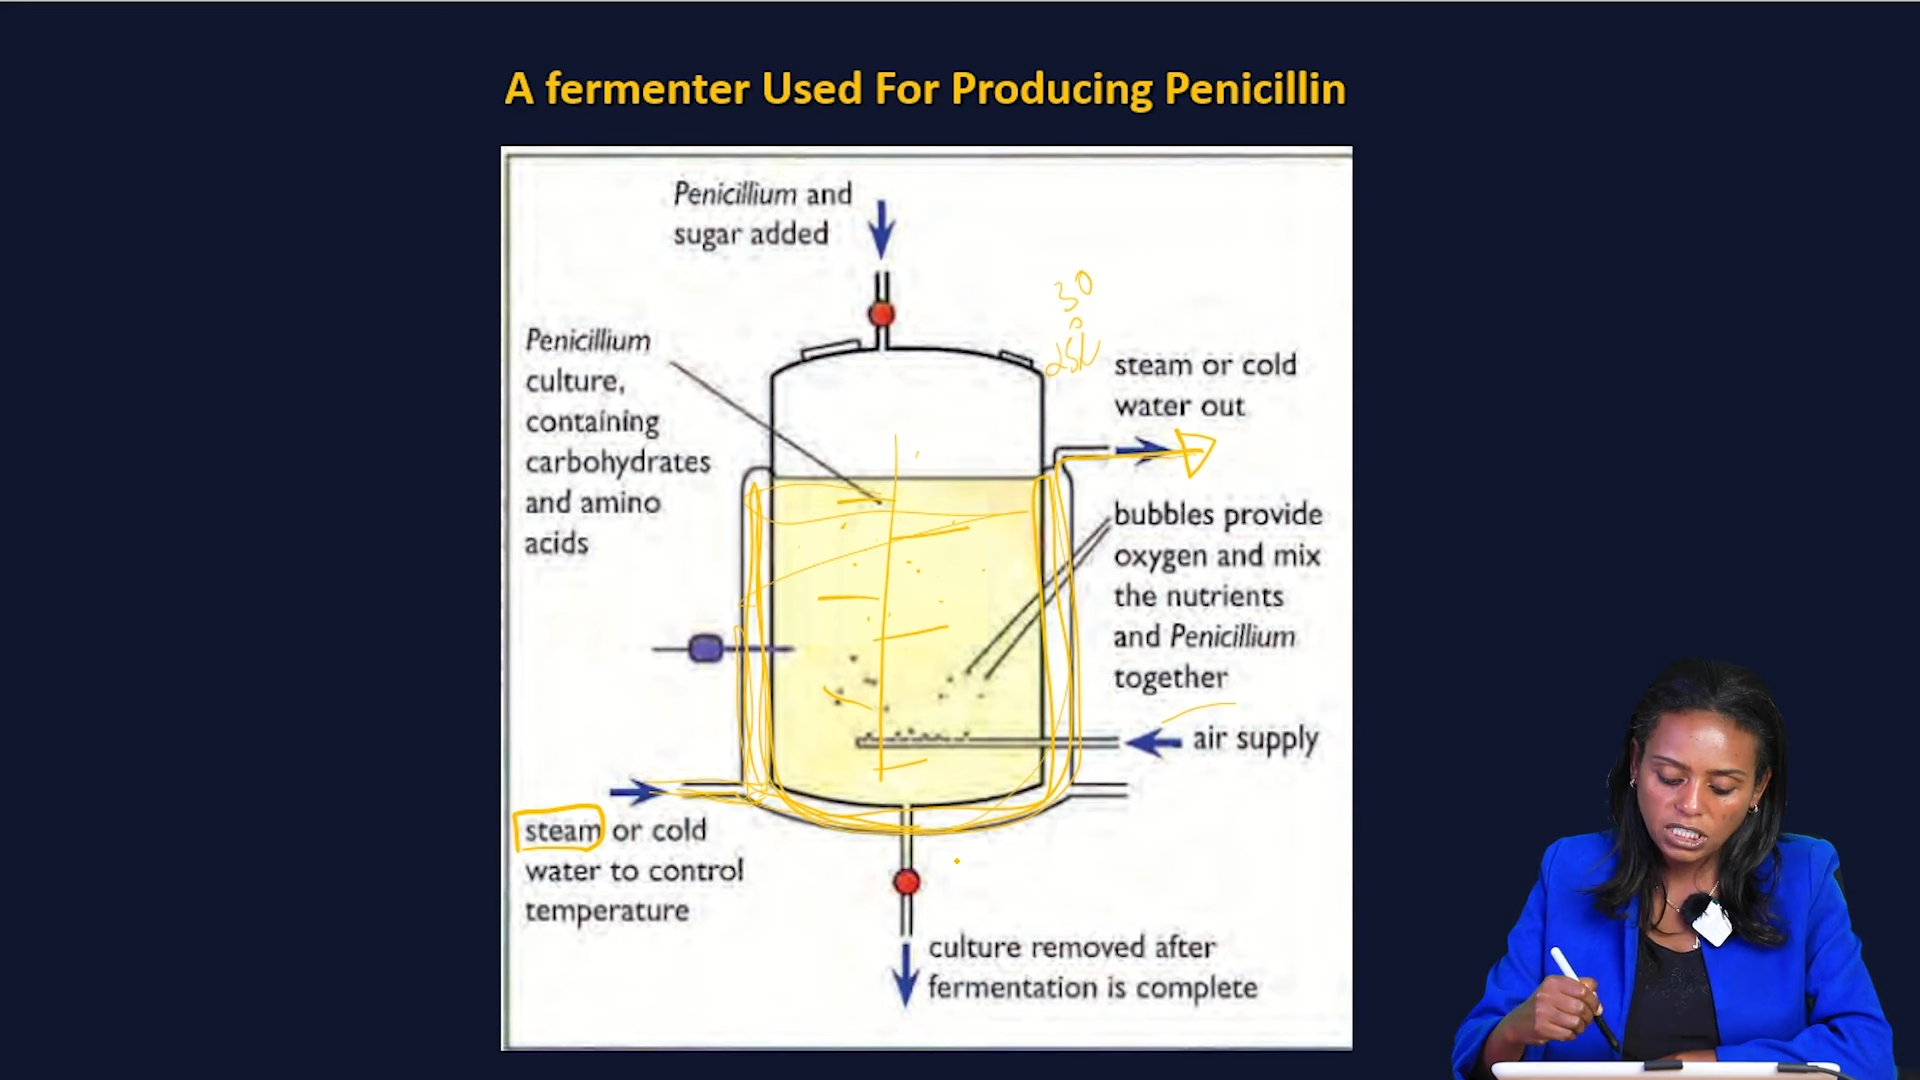 A fermenter Used For Producing Penicillin
Penicillium and
sugar added
30
Penicillium
culture,
containing
carbohydrates
and amino
acids
steam or cold
water out
bubbles provide
oxygen and mix
the nutrients
and Penicillium
together
air supply
steam or cold
water to control
temperature
culture removed after
fermentation is complete